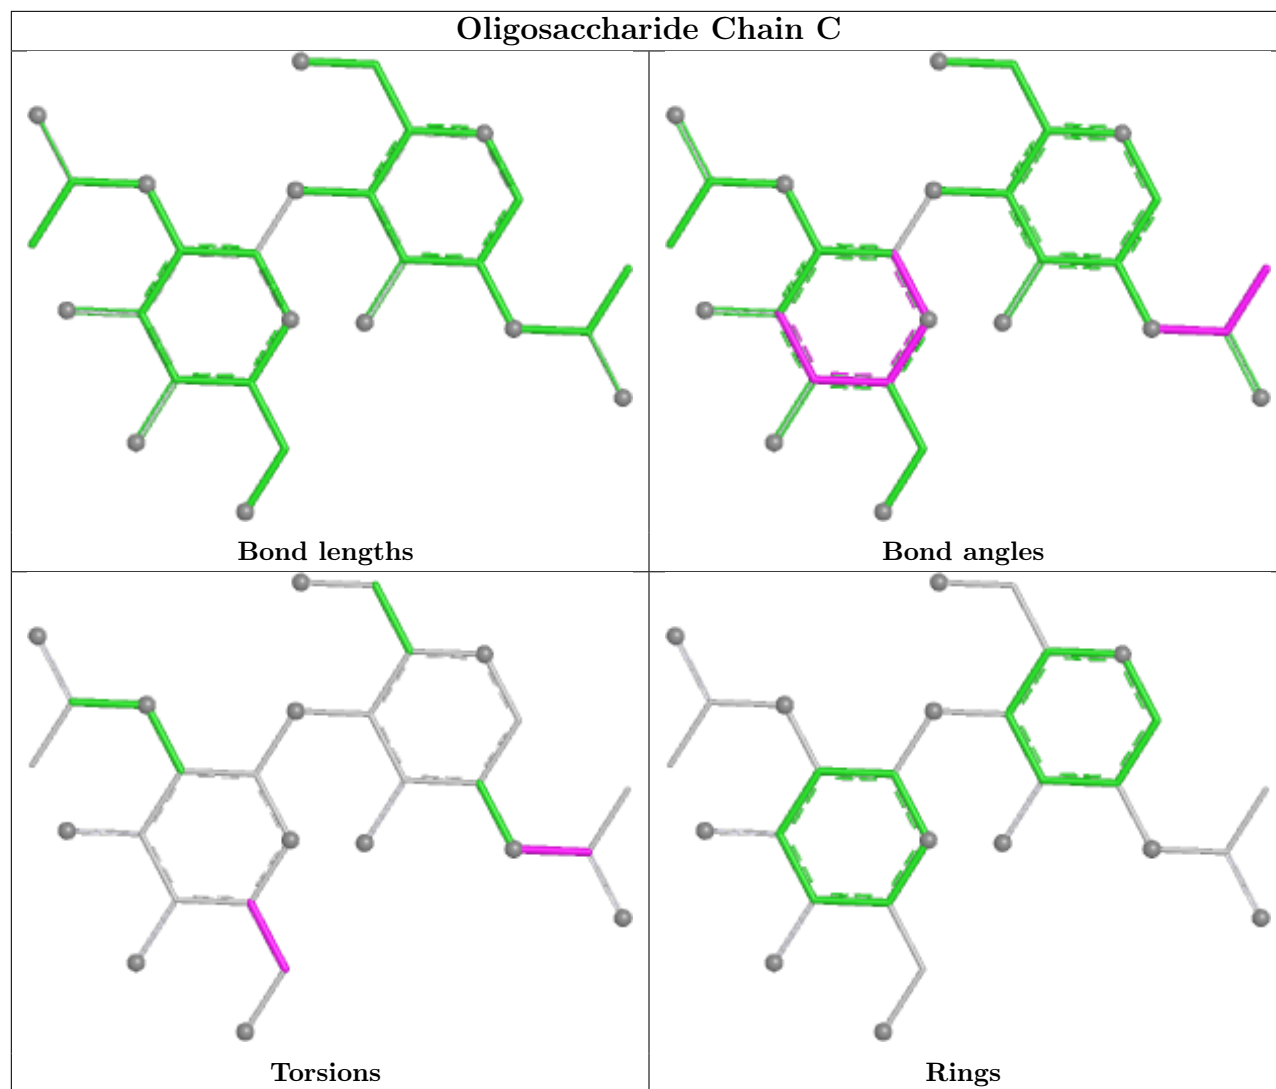 Oligosaccharide Chain C
Bond lengths
Bond angles
Torsions
Rings